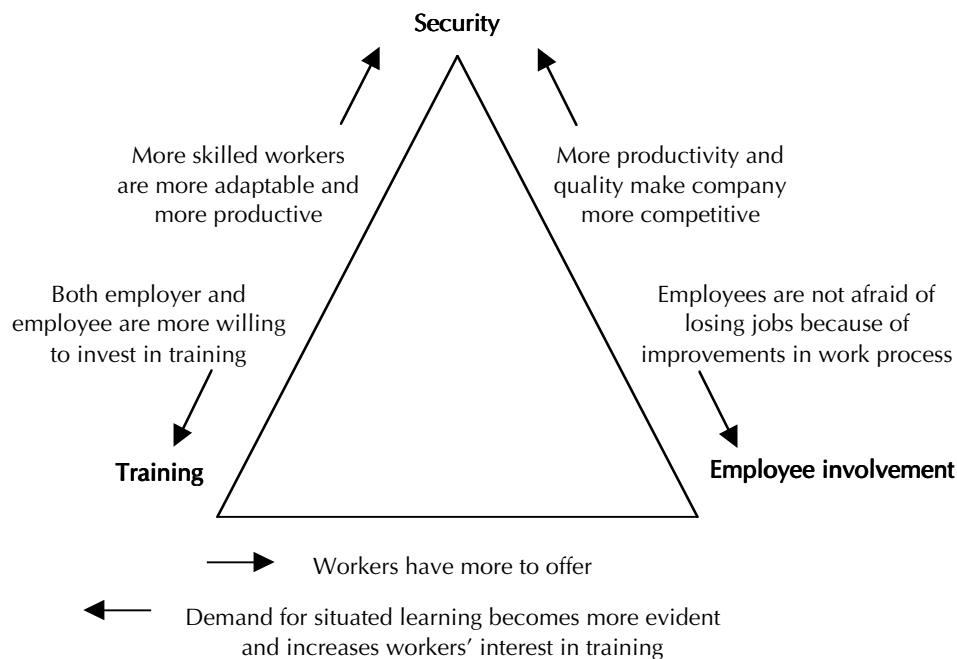 Security
More skilled workers
are more adaptable and
more productive
More productivity and
quality make company
more competitive
Both employer and
employee are more willing
to invest in training
Employees are not afraid of
losing jobs because of
improvements in work process
Training
Employee involvement
Workers have more to offer
Demand for situated learning becomes more evident
and increases workers’ interest in training